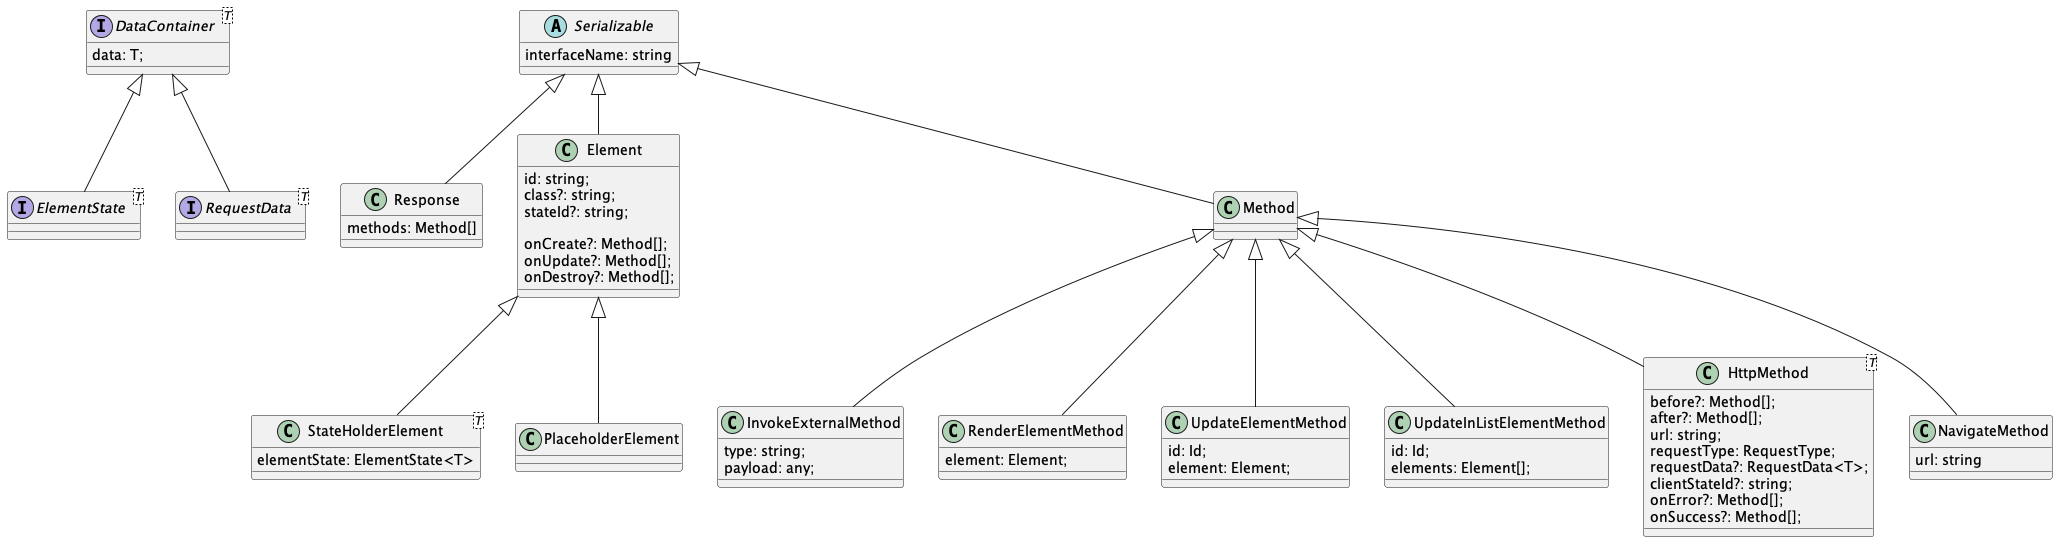 I DataContainer T
data: T;
A Serializable
interfaceName: string
I ElementState T
I RequestData T
C Response
methods: Method[]
C Element
id: string;
class?: string;
stateId?: string;
onCreate?: Method[];
onUpdate?: Method[];
onDestroy?: Method[];
C Method
C StateHolderElement T
elementState: ElementState<T>
C PlaceholderElement
C InvokeExternalMethod
type: string;
payload: any;
C RenderElementMethod
element: Element;
C UpdateElementMethod
id: Id;
element: Element;
C UpdateInListElementMethod
id: Id;
elements: Element[];
C HttpMethod T
before?: Method[];
after?: Method[];
url: string;
requestType: RequestType;
requestData?: RequestData<T>;
clientStateId?: string;
onError?: Method[];
onSuccess?: Method[];
C NavigateMethod
url: string